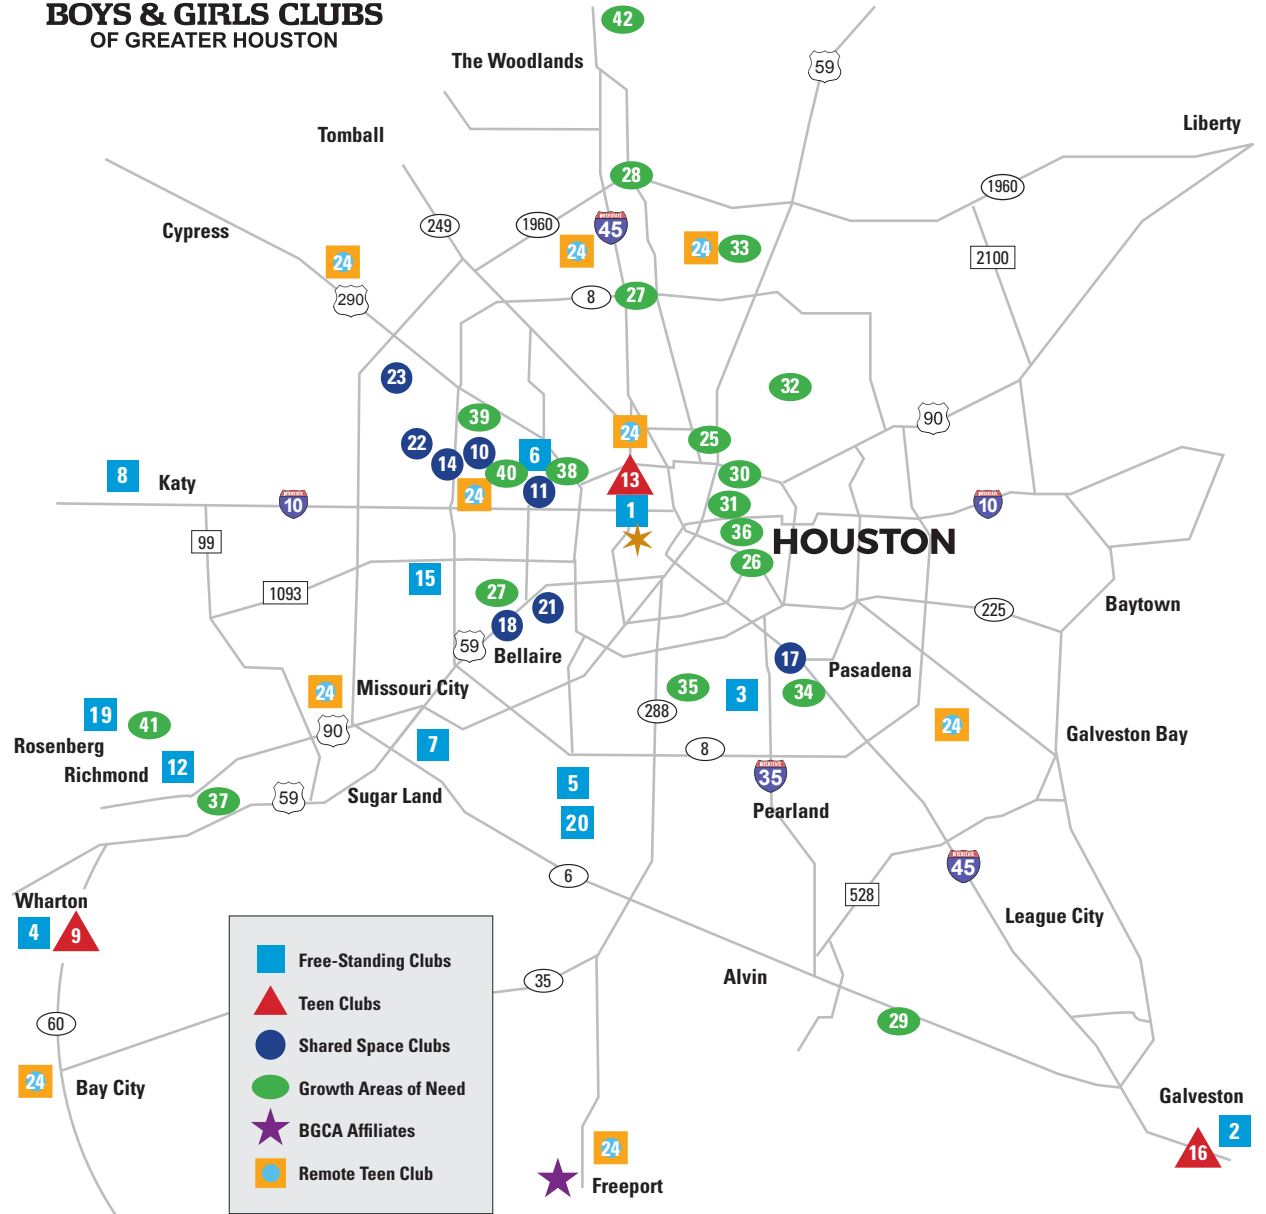 BOYS & GIRLS CLUBS
OF GREATER HOUSTON
42
The Woodlands
59
Liberty
Tomball
28
1960
Cypress
249
1960
INTERSTATE
45
24
24
33
2100
24
290
8
27
23
32
39
90
22
10
24
25
14
6
8
Katy
40
38
13
30
24
11
INTERSTATE
10
1
31
INTERSTATE
10
99
36
HOUSTON
26
15
1093
27
21
225
Baytown
18
59
Bellaire
17
Pasadena
24
Missouri City
35
3
34
19
41
288
24
90
Rosenberg
7
8
Galveston Bay
Richmond
12
INTERSTATE
35
5
37
59
Sugar Land
Pearland
20
6
INTERSTATE
45
528
Wharton
League City
4
9
Free-Standing Clubs
Alvin
35
Teen Clubs
60
29
Shared Space Clubs
24
Bay City
Growth Areas of Need
Galveston
BGCA Affiliates
2
24
16
Remote Teen Club
Freeport